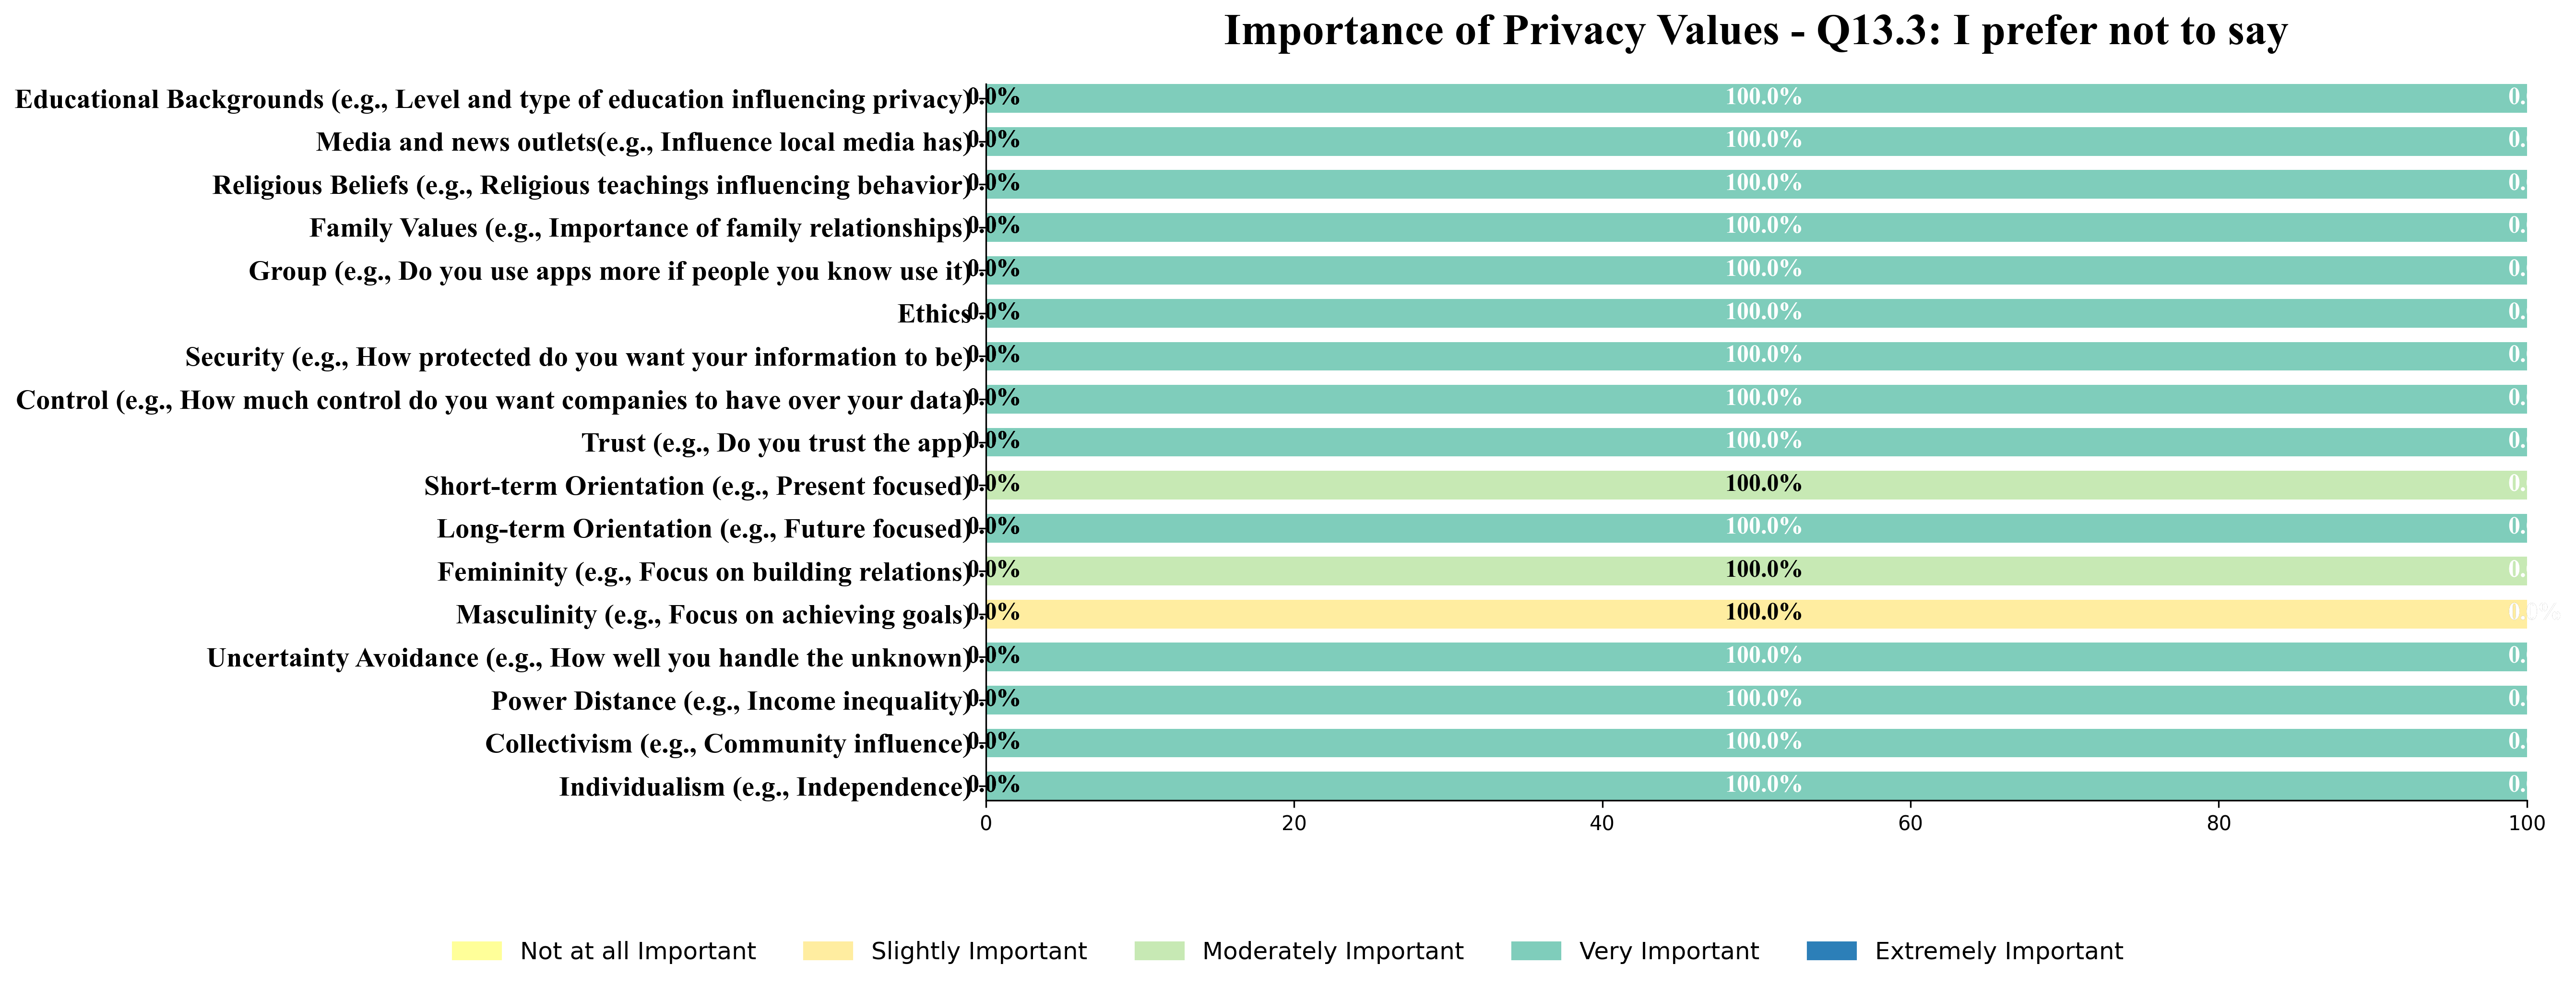 Importance of Privacy Values - Q13.3: I prefer not to say
Educational Backgrounds (e.g., Level and type of education influencing privacy) 0.0% 100.0% 0.
Media and news outlets(e.g., Influence local media has) 0.0% 100.0% 0.
Religious Beliefs (e.g., Religious teachings influencing behavior) 0.0% 100.0% 0.
Family Values (e.g., Importance of family relationships) 0.0% 100.0% 0.
Group (e.g., Do you use apps more if people you know use it) 0.0% 100.0% 0.
Ethics 0.0% 100.0% 0.
Security (e.g., How protected do you want your information to be) 0.0% 100.0% 0.
Control (e.g., How much control do you want companies to have over your data) 0.0% 100.0% 0.
Trust (e.g., Do you trust the app) 0.0% 100.0% 0.
Short-term Orientation (e.g., Present focused) 0.0% 100.0% 0.
Long-term Orientation (e.g., Future focused) 0.0% 100.0% 0.
Femininity (e.g., Focus on building relations) 0.0% 100.0% 0.
Masculinity (e.g., Focus on achieving goals) 0.0% 100.0% 0.0%
Uncertainty Avoidance (e.g., How well you handle the unknown) 0.0% 100.0% 0.
Power Distance (e.g., Income inequality) 0.0% 100.0% 0.
Collectivism (e.g., Community influence) 0.0% 100.0% 0.
Individualism (e.g., Independence) 0.0% 100.0% 0.
0 20 40 60 80 100
Not at all Important Slightly Important Moderately Important Very Important Extremely Important